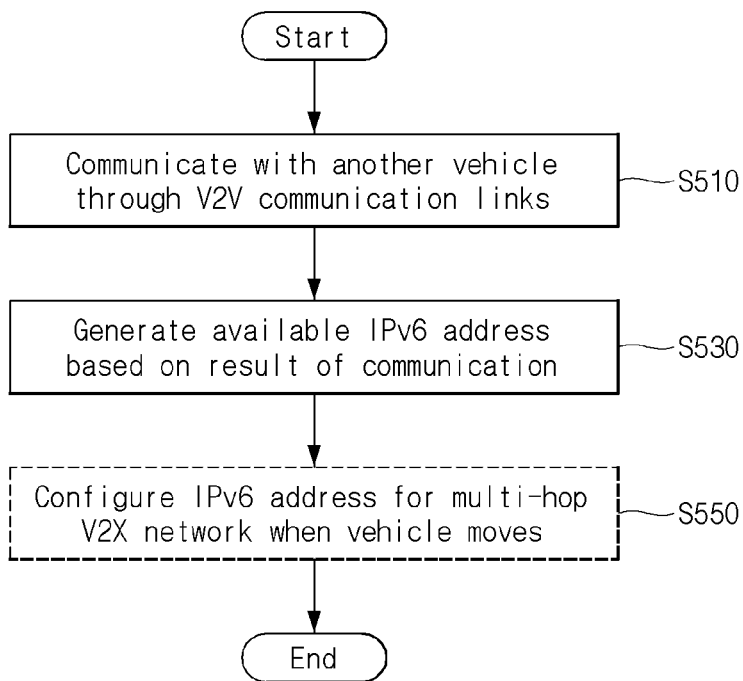 Start
Communicate with another vehicle
through V2V communication links
S510
Generate available IPv6 address
based on result of communication
S530
Configure IPv6 address for multi-hop
V2X network when vehicle moves
S550
End